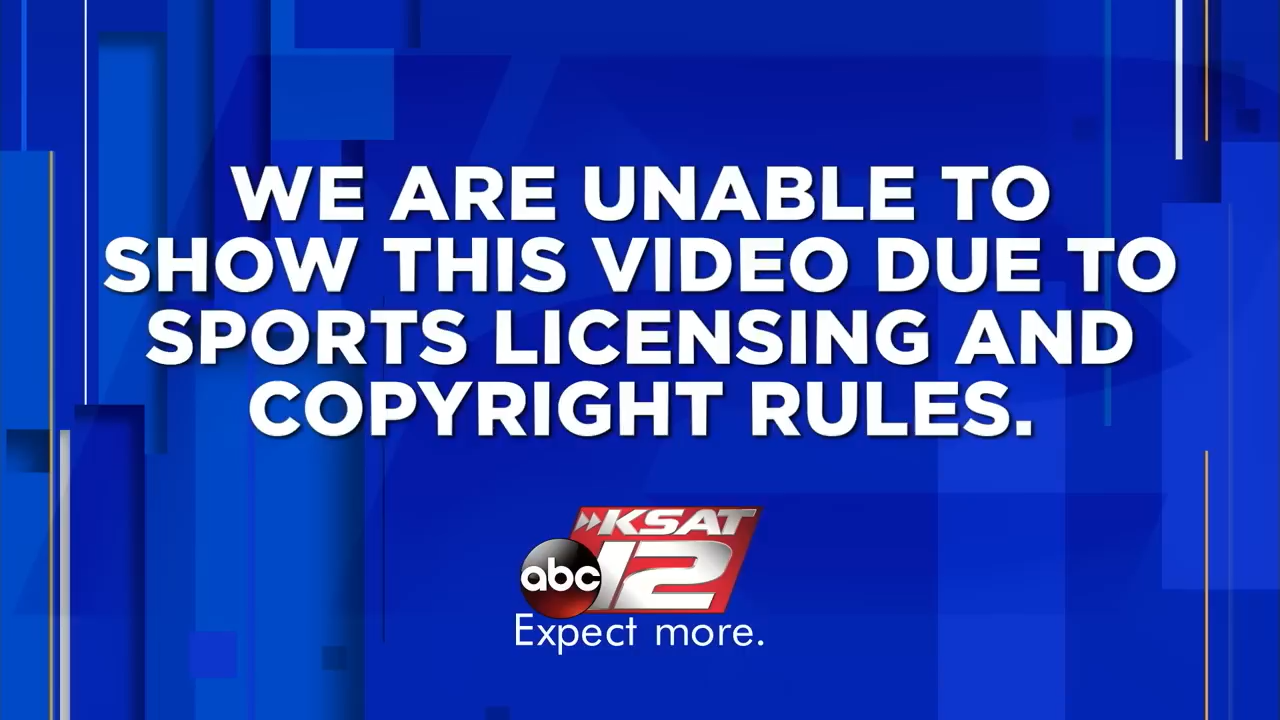 WE ARE UNABLE TO
SHOW THIS VIDEO DUE TO
SPORTS LICENSING AND
COPYRIGHT RULES.
KSAT
abc 12
Expect more.